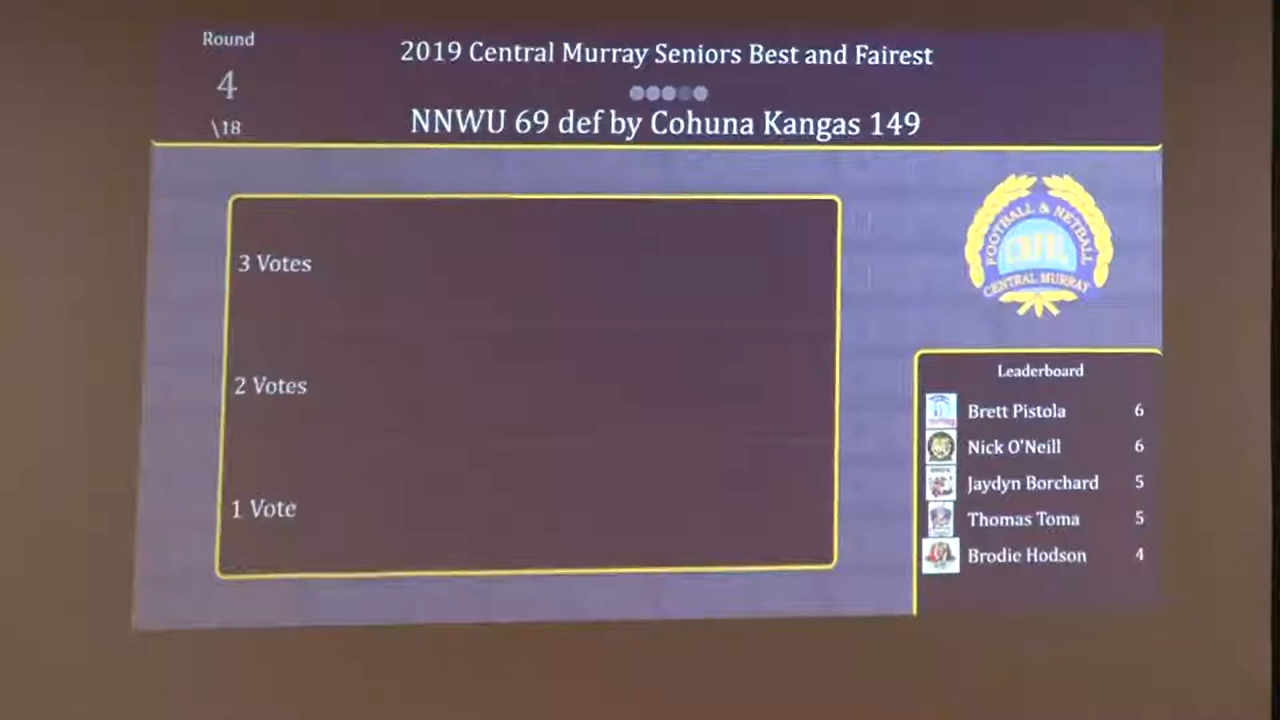 Round
4
\18
2019 Central Murray Seniors Best and Fairest
NNWU 69 def by Cohuna Kangas 149
3 Votes
2 Votes
1 Vote
FOOTBALL & NETBALL
CENTRAL MURRAY
Leaderboard
Brett Pistola 6
Nick O'Neill 6
Jaydyn Borchard 5
Thomas Toma 5
Brodie Hodson 4